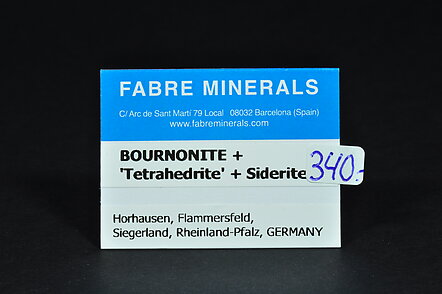 FABRE MINERALS
C/ Arc de Sant Martí 79 Local   08032 Barcelona (Spain)
www.fabreminerals.com
BOURNONITE +
'Tetrahedrite' + Siderite
340.-
Horhausen, Flammersfeld,
Siegerland, Rheinland-Pfalz, GERMANY